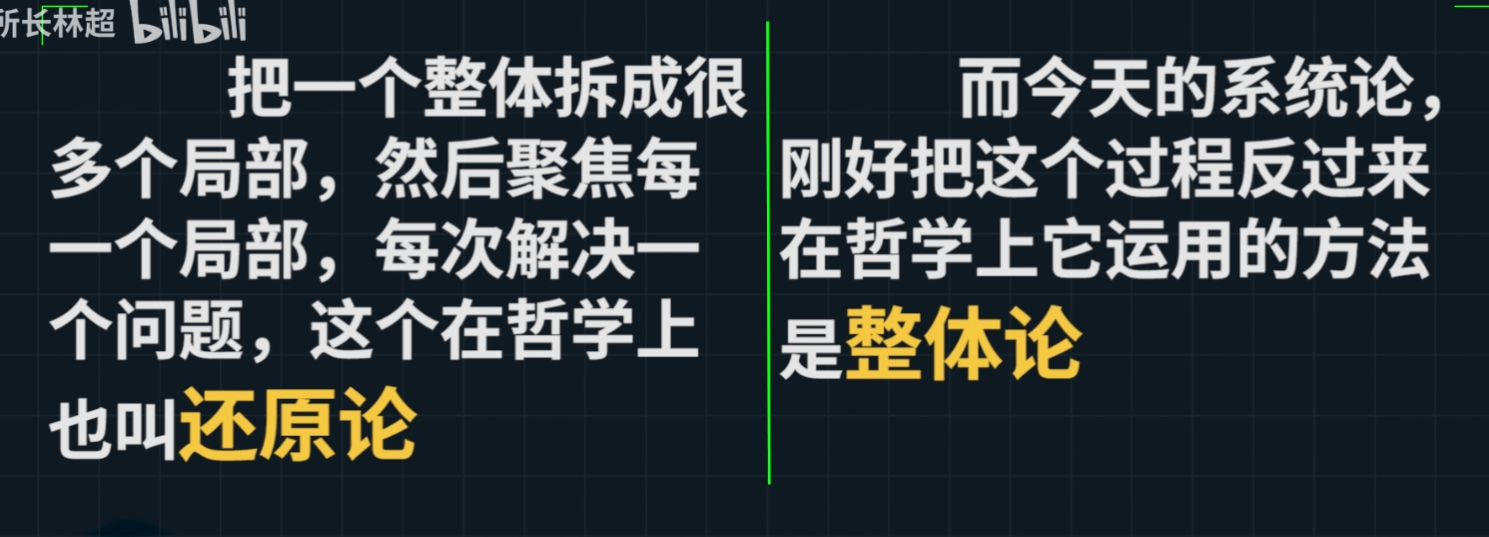 所长林超 bilibili
把一个整体拆成很
多个局部，然后聚焦每
一个局部，每次解决一
个问题，这个在哲学上
也叫还原论
而今天的系统论，
刚好把这个过程反过来
在哲学上它运用的方法
是整体论